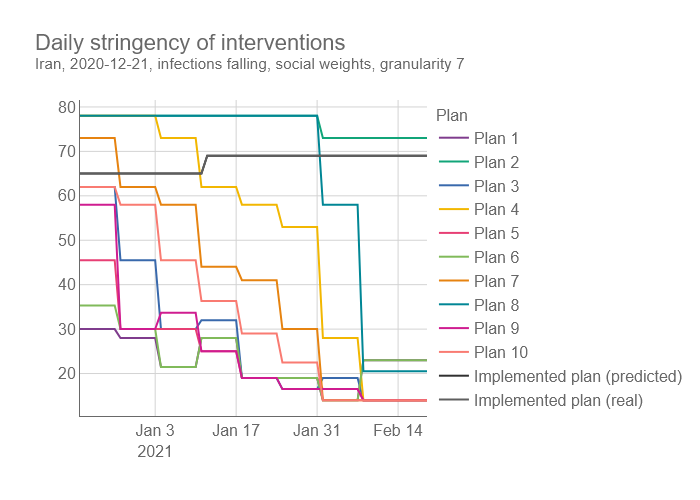 Daily stringency of interventions
Iran, 2020-12-21, infections falling, social weights, granularity 7
80
70
60
50
40
30
20
Jan 3
2021
Jan 17
Jan 31
Feb 14
Plan
Plan 1
Plan 2
Plan 3
Plan 4
Plan 5
Plan 6
Plan 7
Plan 8
Plan 9
Plan 10
Implemented plan (predicted)
Implemented plan (real)